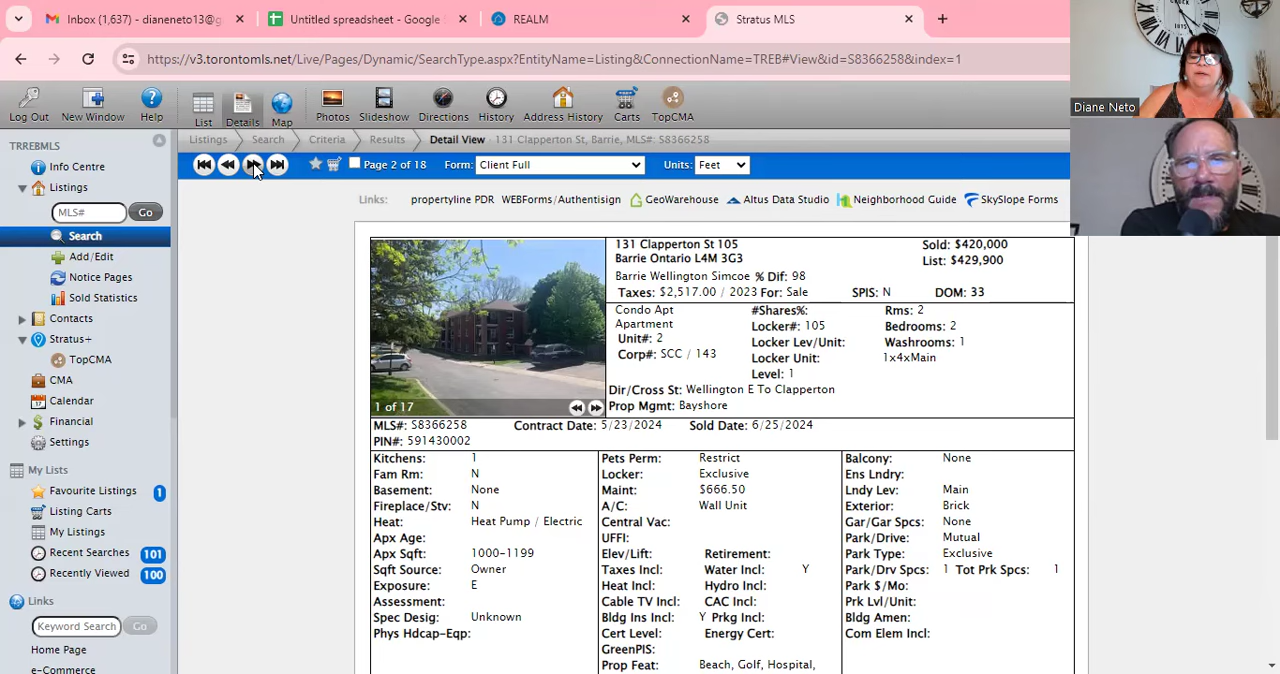 Inbox (1,637) - dianeneto13@g
Untitled spreadsheet - Google
REALM
Stratus MLS
https://v3.torontomls.net/Live/Pages/Dynamic/SearchType.aspx?EntityName=Listing&ConnectionName=TREB#View&id=S8366258&index=1
Diane Neto
Log Out
New Window
Help
List
Details
Map
Photos
Slideshow
Directions
History
Address History
Carts
TopCMA
TRREBMLS
Info Centre
Listings
MLS#
Go
Search
Add/Edit
Notice Pages
Sold Statistics
Contacts
Stratus+
TopCMA
CMA
Calendar
Financial
Settings
My Lists
Favourite Listings 1
Listing Carts
My Listings
Recent Searches 101
Recently Viewed 100
Links
Keyword Search Go
Home Page
e-Commerce
Listings Search Criteria Results Detail View - 131 Clapperton St, Barrie, MLS#: S8366258
Page 2 of 18 Form: Client Full Units: Feet
Links: propertyline PDR WEBForms/Authentisign GeoWarehouse Altus Data Studio Neighborhood Guide SkySlope Forms
1 of 17
131 Clapperton St 105 Sold: $420,000
Barrie Ontario L4M 3G3 List: $429,900
Barrie Wellington Simcoe % Dif: 98
Taxes: $2,517.00 / 2023 For: Sale SPIS: N DOM: 33
Condo Apt #Shares%: Rms: 2
Apartment Locker#: 105 Bedrooms: 2
Unit#: 2 Locker Lev/Unit: Washrooms: 1
Corp#: SCC / 143 Locker Unit: 1x4xMain
Level: 1
Dir/Cross St: Wellington E To Clapperton
Prop Mgmt: Bayshore
MLS#: S8366258 Contract Date: 5/23/2024 Sold Date: 6/25/2024
PIN#: 591430002
Kitchens: 1 Pets Perm: Restrict Balcony: None
Fam Rm: N Locker: Exclusive Ens Lndry:
Basement: None Maint: $666.50 Lndy Lev: Main
Fireplace/Stv: N A/C: Wall Unit Exterior: Brick
Heat: Heat Pump / Electric Central Vac: Gar/Gar Spcs: None
Apx Age: UFFI: Park/Drive: Mutual
Apx Sqft: 1000-1199 Elev/Lift: Retirement: Park Type: Exclusive
Sqft Source: Owner Taxes Incl: Water Incl: Y Park/Drv Spcs: 1 Tot Prk Spcs: 1
Exposure: E Heat Incl: Hydro Incl: Park $/Mo:
Assessment: Cable TV Incl: CAC Incl: Prk Lvl/Unit:
Spec Desig: Unknown Bldg Ins Incl: Y Prkg Incl: Bldg Amen:
Phys Hdcap-Eqp: Cert Level: Energy Cert: Com Elem Incl:
GreenPIS:
Prop Feat: Beach, Golf, Hospital,